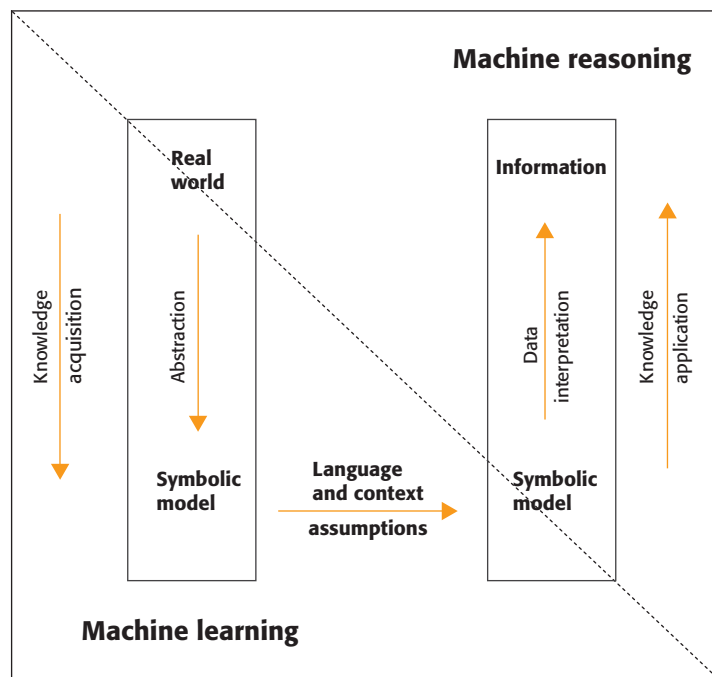 Machine reasoning
Real
world
Information
Knowledge
acquisition
Abstraction
Data
interpretation
Knowledge
application
Symbolic
model
Language
and context
assumptions
Symbolic
model
Machine learning